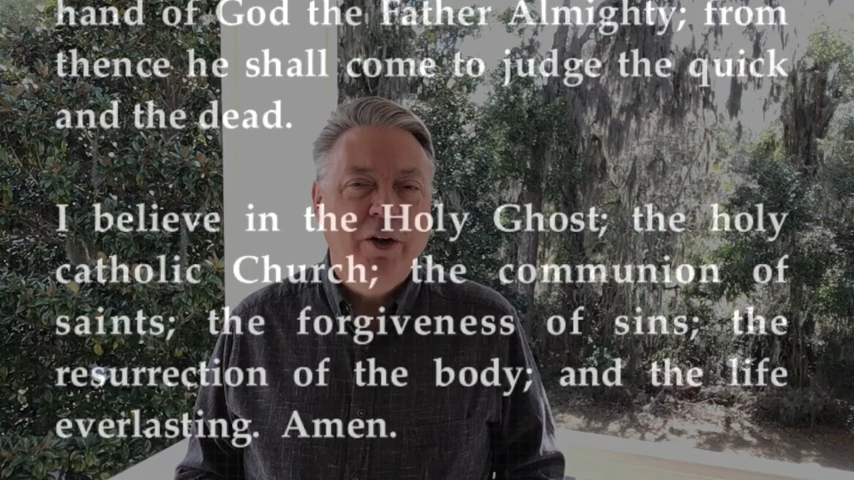 hand of God the Father Almighty; from
thence he shall come to judge the quick
and the dead.
I believe in the Holy Ghost; the holy
catholic Church; the communion of
saints; the forgiveness of sins; the
resurrection of the body; and the life
everlasting. Amen.